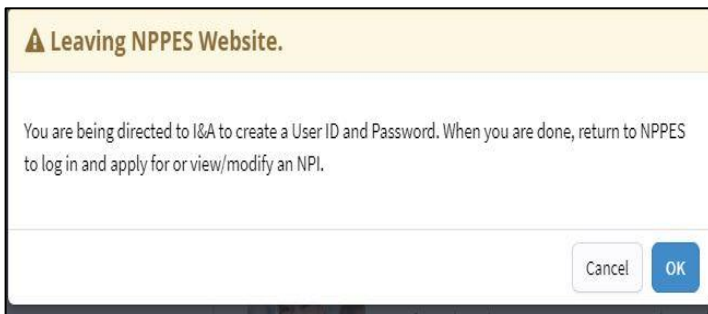 Leaving NPPES Website.
You are being directed to I&A to create a User ID and Password. When you are done, return to NPPES
to log in and apply for or view/modify an NPI.
Cancel OK